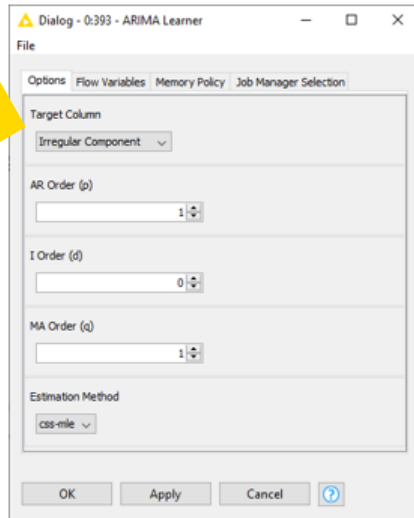 Dialog - 0:393 - ARIMA Learner
File
Options Flow Variables Memory Policy Job Manager Selection
Target Column
Irregular Component
AR Order (p)
1
I Order (d)
0
MA Order (q)
1
Estimation Method
css-mle
OK Apply Cancel ?